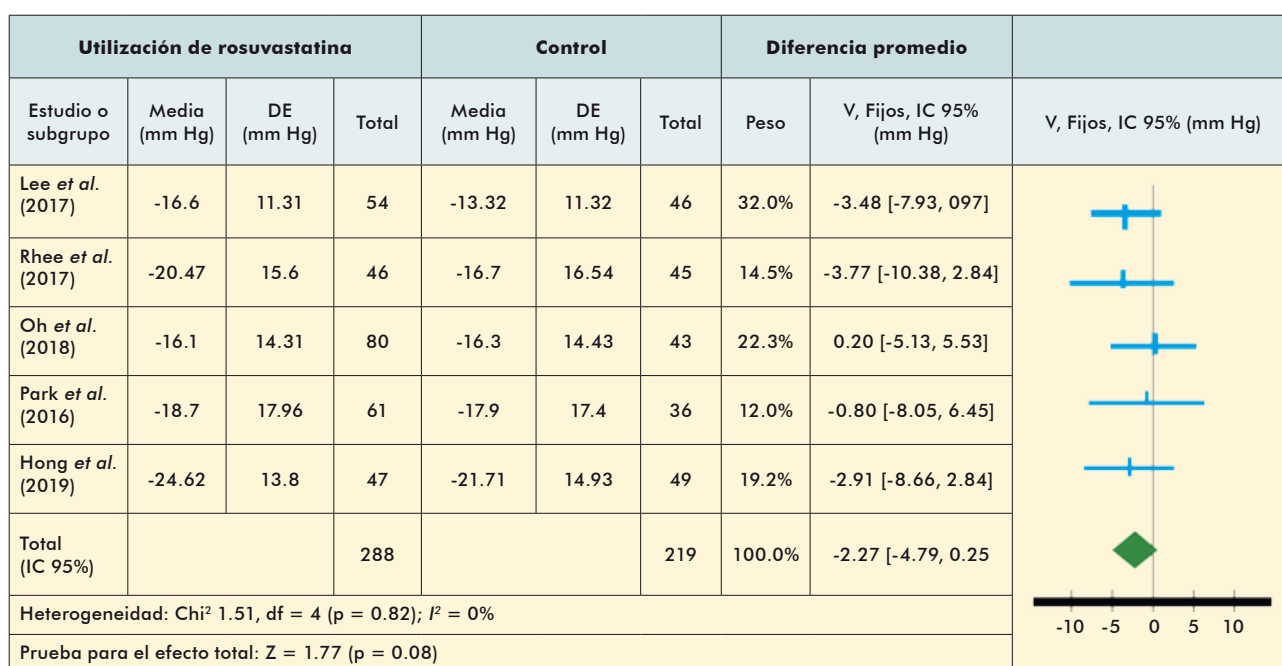 Utilización de rosuvastatina Control Diferencia promedio
Estudio o subgrupo Media (mm Hg) DE (mm Hg) Total Media (mm Hg) DE (mm Hg) Total Peso V, Fijos, IC 95% (mm Hg) V, Fijos, IC 95% (mm Hg)
Lee et al. (2017) -16.6 11.31 54 -13.32 11.32 46 32.0% -3.48 [-7.93, 097]
Rhee et al. (2017) -20.47 15.6 46 -16.7 16.54 45 14.5% -3.77 [-10.38, 2.84]
Oh et al. (2018) -16.1 14.31 80 -16.3 14.43 43 22.3% 0.20 [-5.13, 5.53]
Park et al. (2016) -18.7 17.96 61 -17.9 17.4 36 12.0% -0.80 [-8.05, 6.45]
Hong et al. (2019) -24.62 13.8 47 -21.71 14.93 49 19.2% -2.91 [-8.66, 2.84]
Total (IC 95%) 288 219 100.0% -2.27 [-4.79, 0.25
Heterogeneidad: Chi² 1.51, df = 4 (p = 0.82); I² = 0%
Prueba para el efecto total: Z = 1.77 (p = 0.08)
-10 -5 0 5 10